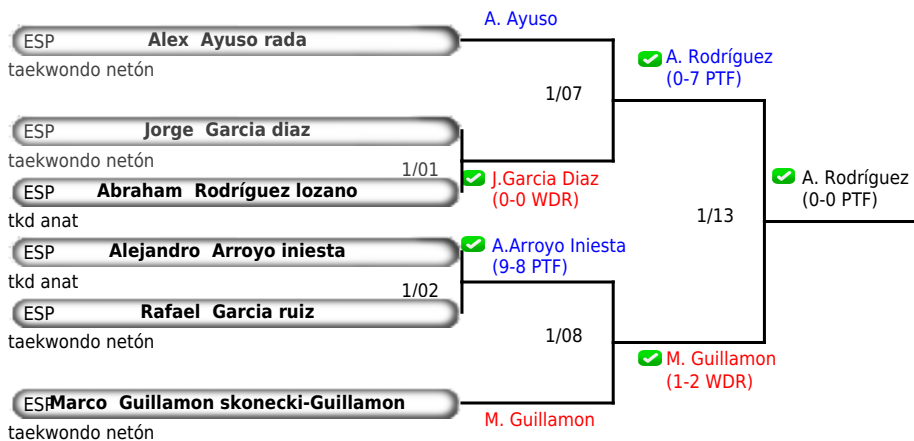 A. Ayuso
ESP Alex Ayuso rada
taekwondo netón
A. Rodríguez
(0-7 PTF)
1/07
ESP Jorge Garcia diaz
taekwondo netón
1/01
J.Garcia Diaz
(0-0 WDR)
A. Rodríguez
(0-0 PTF)
ESP Abraham Rodríguez lozano
tkd anat
1/13
ESP Alejandro Arroyo iniesta
tkd anat
A.Arroyo Iniesta
(9-8 PTF)
1/02
ESP Rafael Garcia ruiz
taekwondo netón
1/08
M. Guillamon
(1-2 WDR)
ESP Marco Guillamon skonecki-Guillamon
taekwondo netón
M. Guillamon